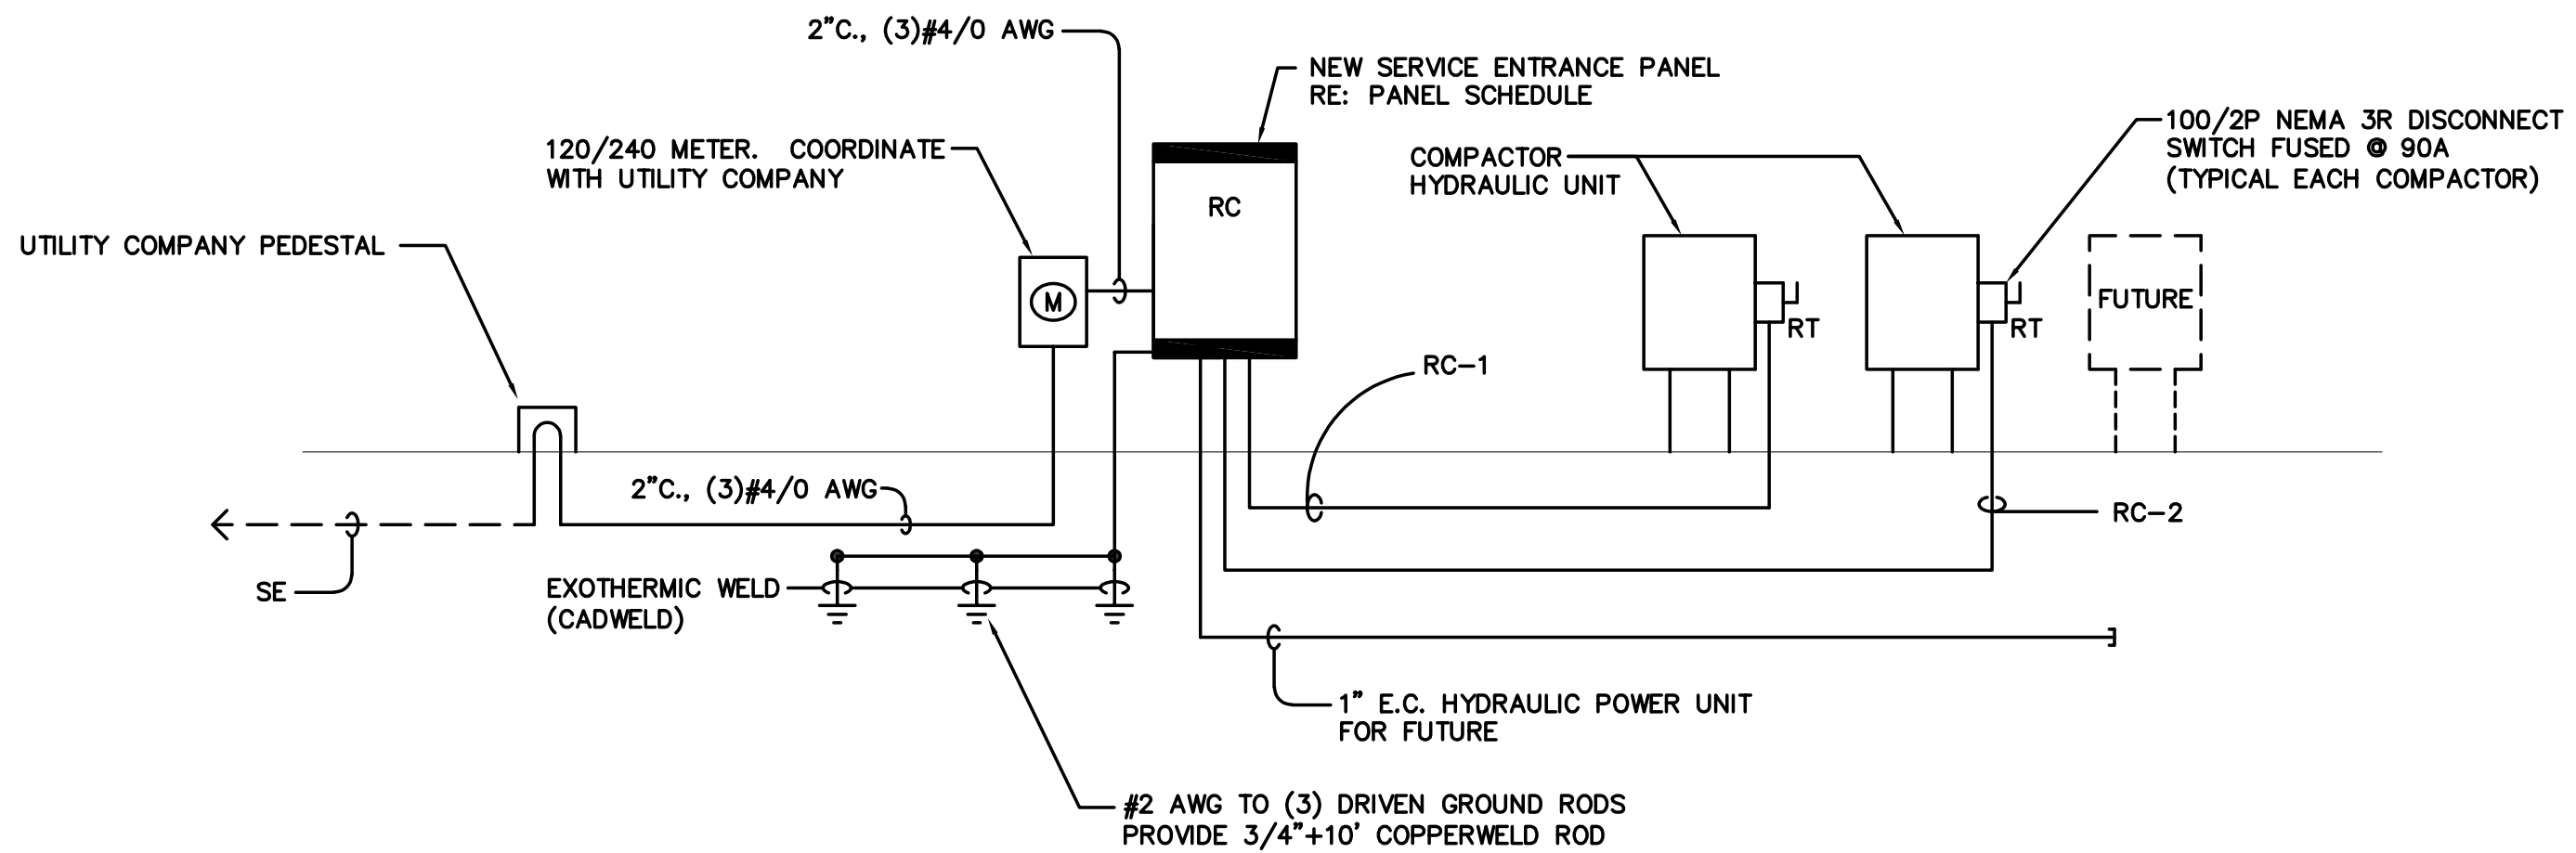 2"C., (3)#4/0 AWG
NEW SERVICE ENTRANCE PANEL
RE: PANEL SCHEDULE
120/240 METER. COORDINATE
WITH UTILITY COMPANY
COMPACTOR
HYDRAULIC UNIT
100/2P NEMA 3R DISCONNECT
SWITCH FUSED @ 90A
(TYPICAL EACH COMPACTOR)
RC
UTILITY COMPANY PEDESTAL
M
FUTURE
RT
RT
RC-1
2"C., (3)#4/0 AWG
RC-2
SE
EXOTHERMIC WELD
(CADWELD)
1" E.C. HYDRAULIC POWER UNIT
FOR FUTURE
#2 AWG TO (3) DRIVEN GROUND RODS
PROVIDE 3/4"+10' COPPERWELD ROD